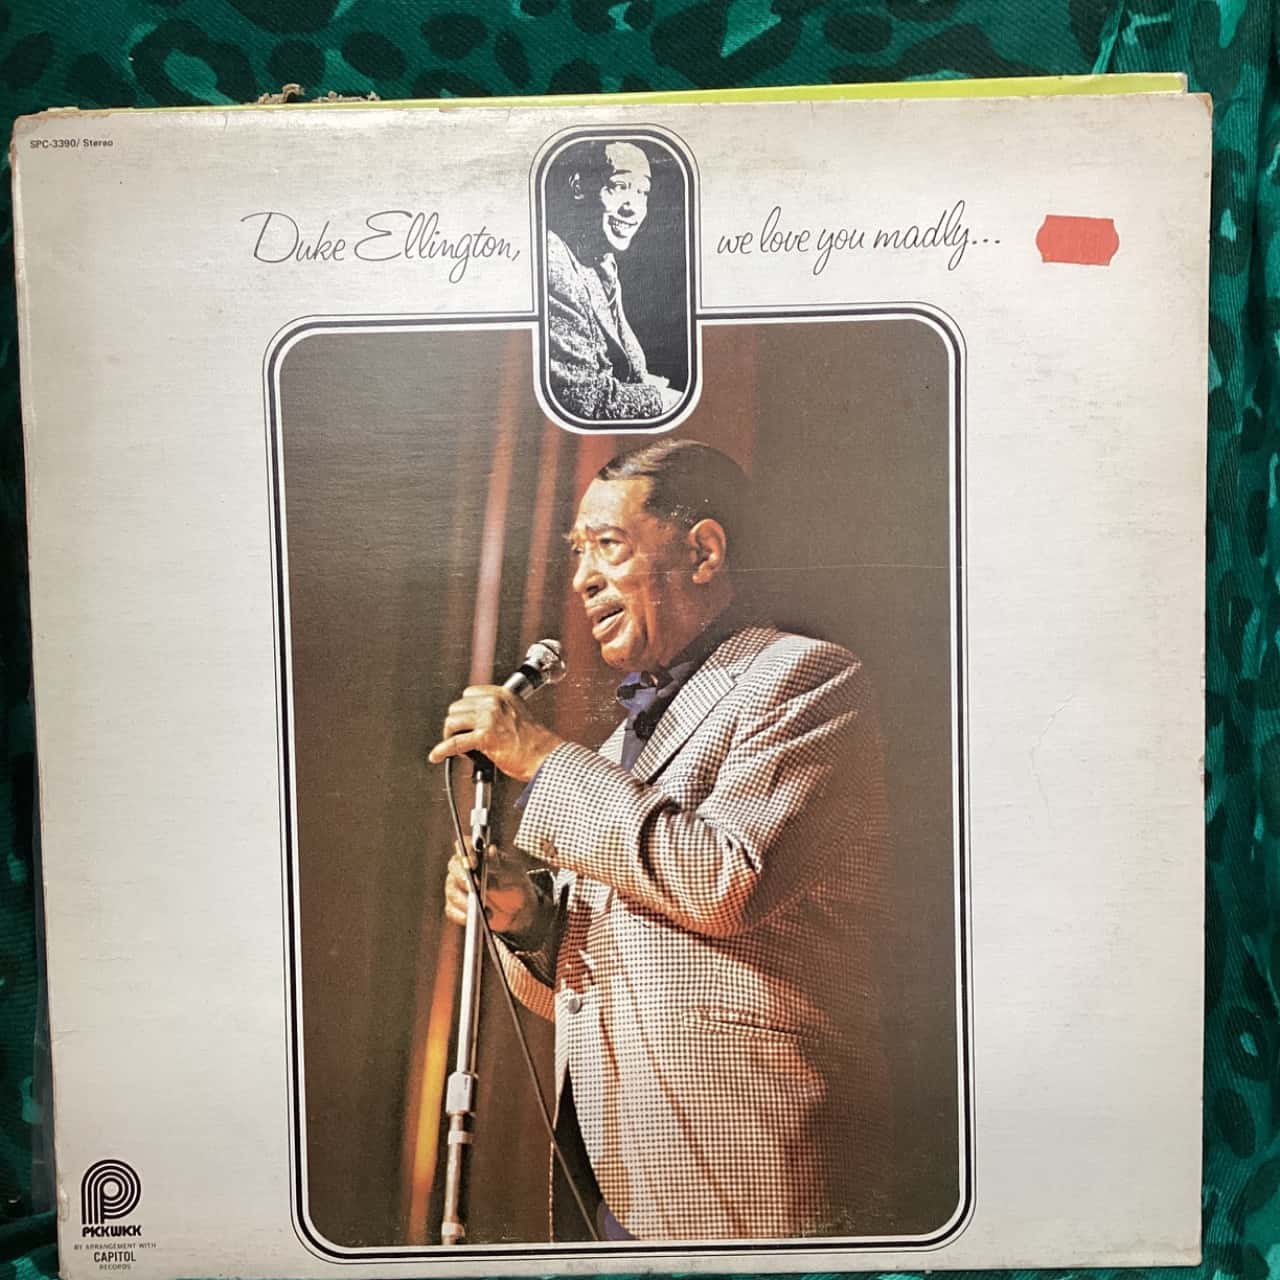 SPC-3390/ Stereo
Duke Ellington, we love you madly...
PICKWICK
BY ARRANGEMENT WITH
CAPITOL
RECORDS